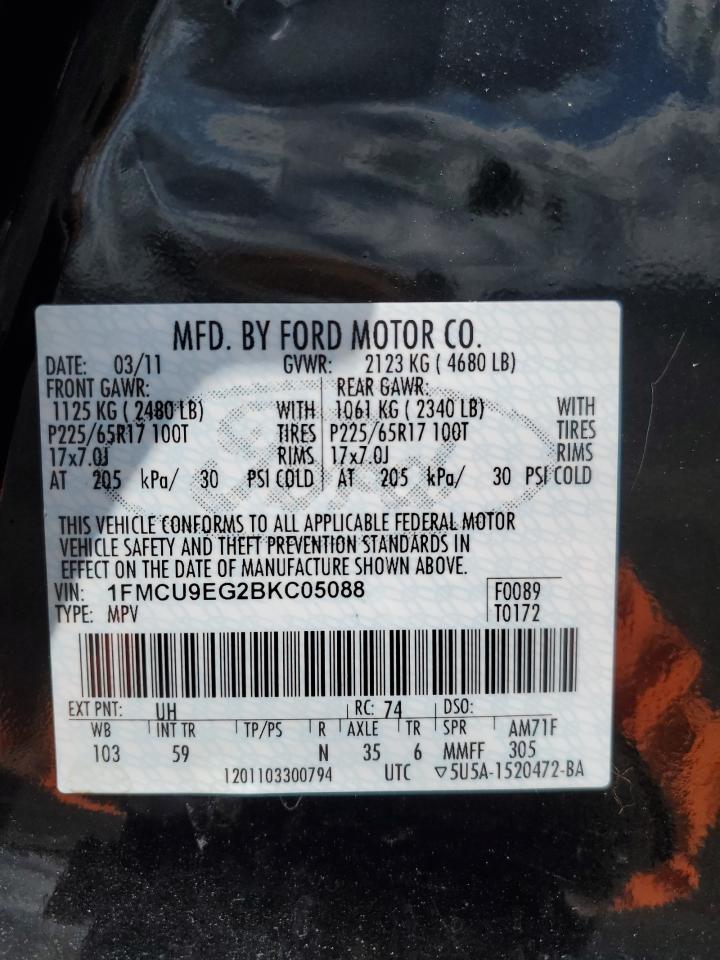 MFD. BY FORD MOTOR CO.
DATE: 03/11 GVWR: 2123 KG ( 4680 LB)
FRONT GAWR: REAR GAWR:
1125 KG ( 2480 LB) WITH 1061 KG ( 2340 LB) WITH
P225/65R17 100T TIRES P225/65R17 100T TIRES
17x7.0J RIMS 17x7.0J RIMS
AT 205 kPa/ 30 PSI COLD AT 205 kPa/ 30 PSI COLD
THIS VEHICLE CONFORMS TO ALL APPLICABLE FEDERAL MOTOR
VEHICLE SAFETY AND THEFT PREVENTION STANDARDS IN
EFFECT ON THE DATE OF MANUFACTURE SHOWN ABOVE.
VIN: 1FMCU9EG2BKC05088 F0089
TYPE: MPV T0172
EXT PNT: UH RC: 74 DSO:
WB INT TR TP/PS R AXLE TR SPR AM71F
103 59 N 35 6 MMFF 305
1201103300794 UTC ▽5U5A-1520472-BA